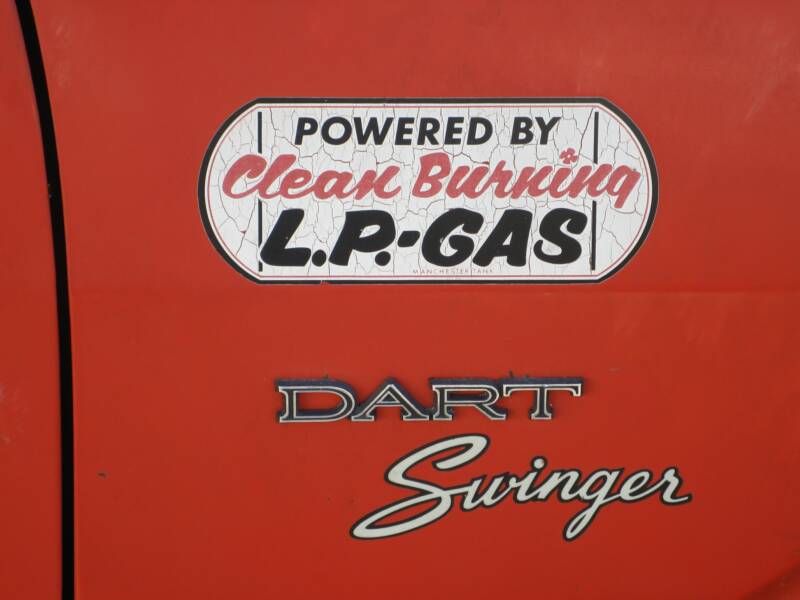 POWERED BY
Clean Burning
L.P.-GAS
MANCHESTER TANK
DART
Swinger